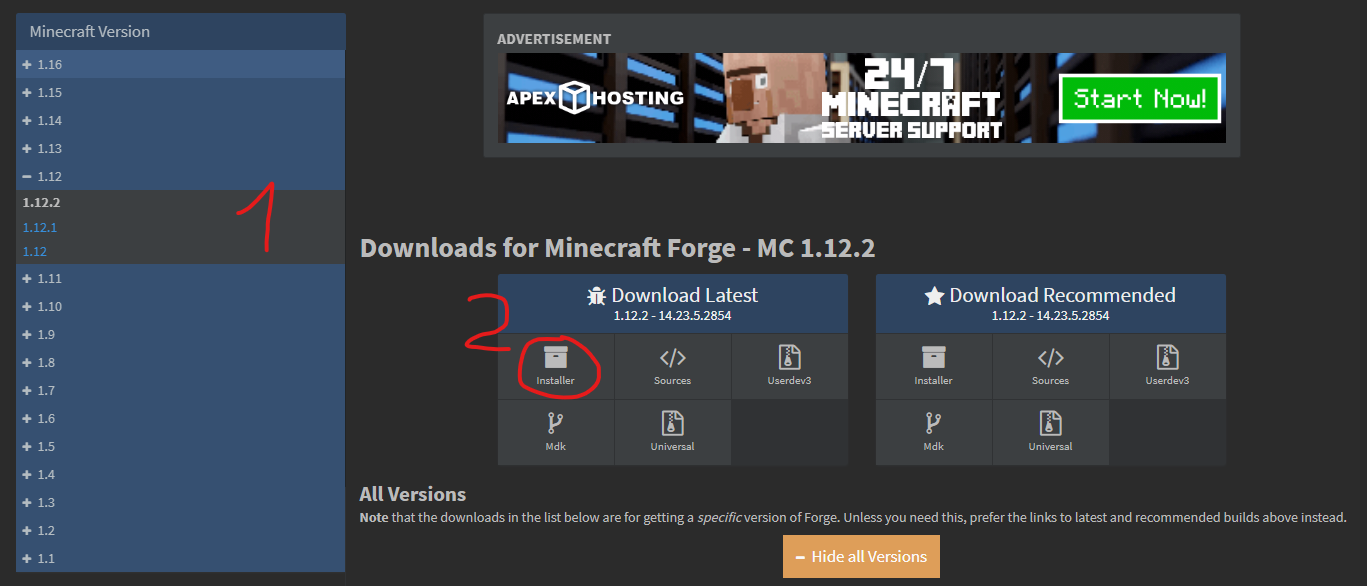 Minecraft Version
1.16
1.15
1.14
1.13
1.12
1.12.2
1.12.1
1.12
1.11
1.10
1.9
1.8
1.7
1.6
1.5
1.4
1.3
1.2
1.1
1
ADVERTISEMENT
APEX HOSTING
24/7
MINECRAFT
SERVER SUPPORT
Start Now!
Downloads for Minecraft Forge - MC 1.12.2
2
Download Latest
1.12.2 - 14.23.5.2854
Installer
Sources
Userdev3
Mdk
Universal
Download Recommended
1.12.2 - 14.23.5.2854
Installer
Sources
Userdev3
Mdk
Universal
All Versions
Note that the downloads in the list below are for getting a specific version of Forge. Unless you need this, prefer the links to latest and recommended builds above instead.
Hide all Versions